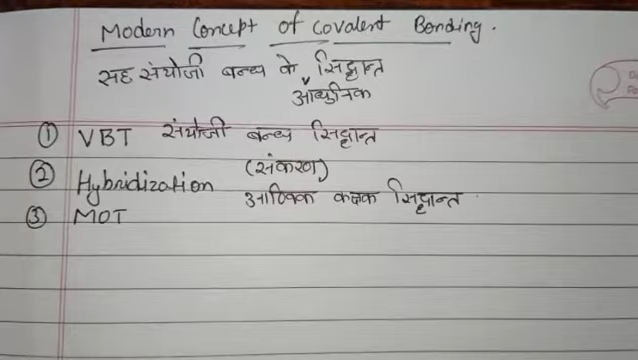 Modern Concept of Covalent Bonding.
सह संयोजी बन्ध के सिद्धान्त
आधुनिक
① VBT संयोजी बन्ध सिद्धान्त
② Hybridization (संकरण)
③ MOT आण्विक कक्षक सिद्धान्त